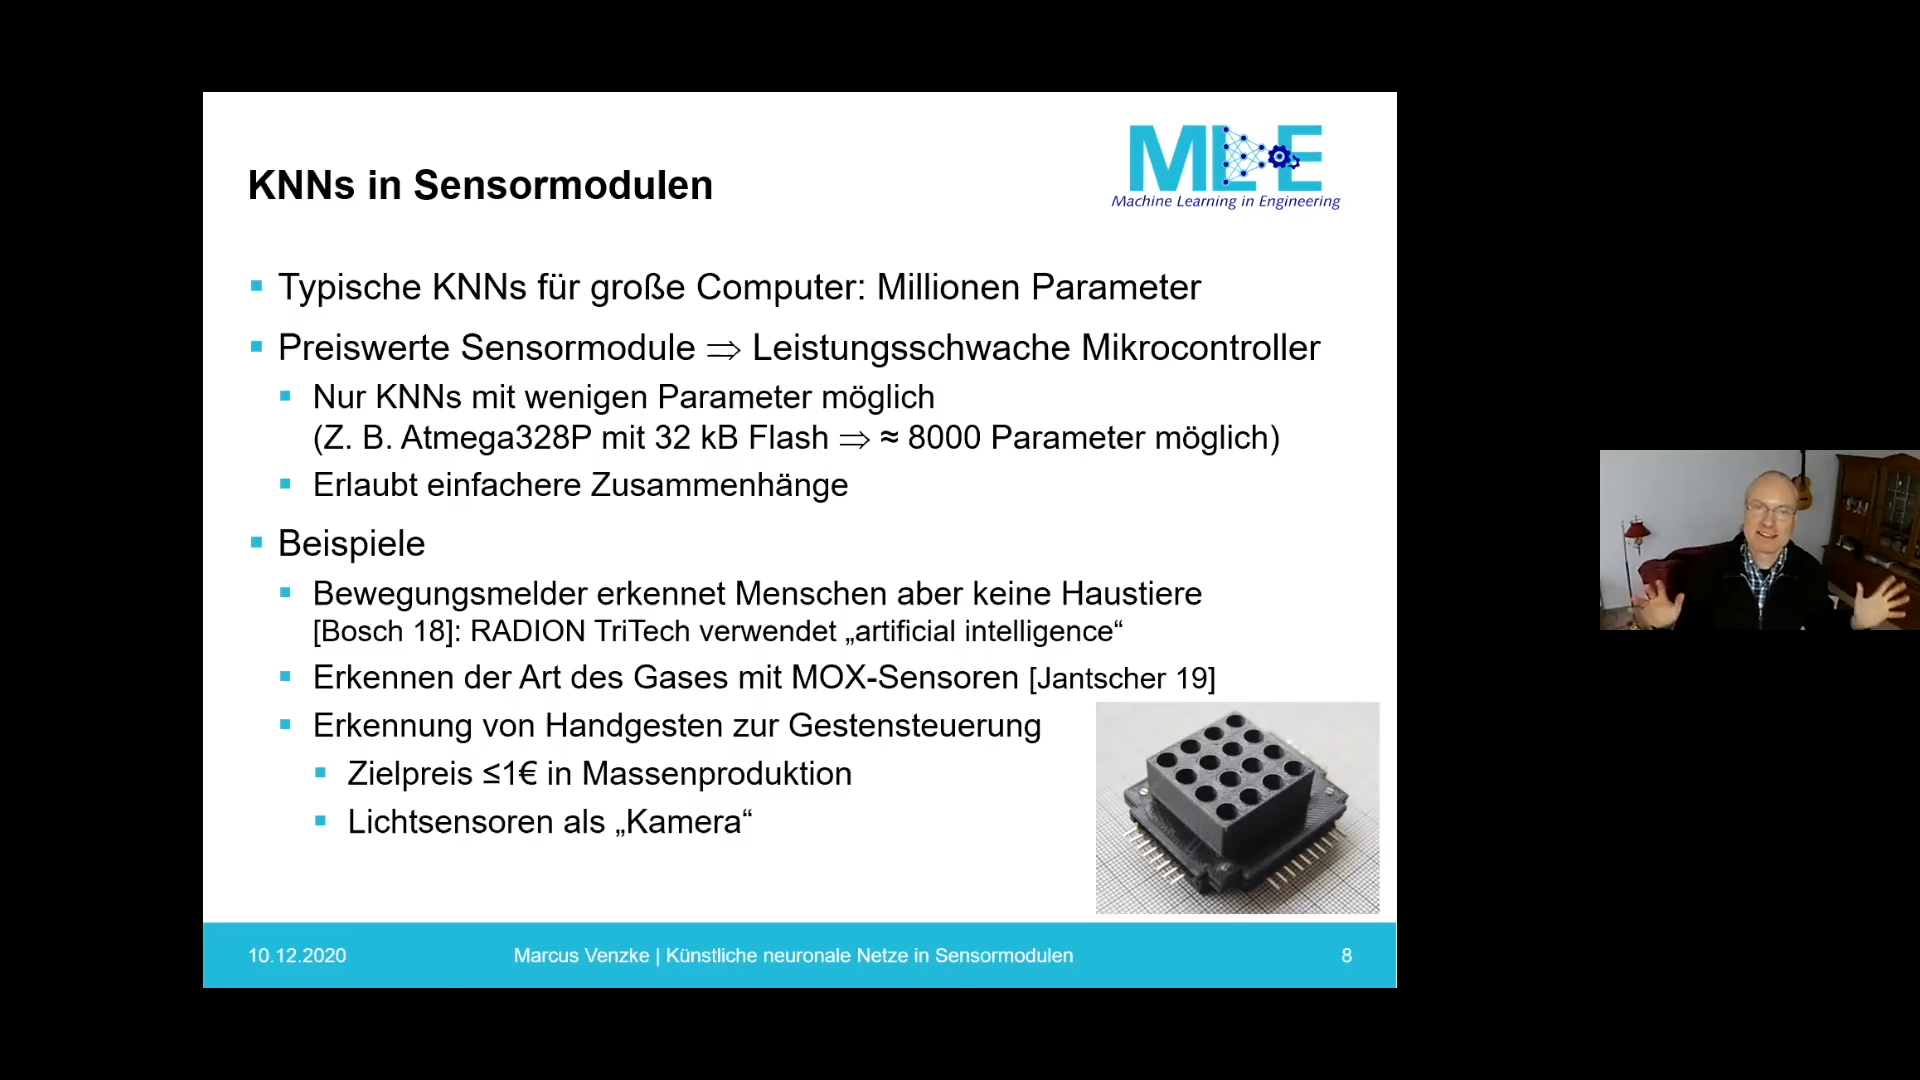 MLE
Machine Learning in Engineering
KNNs in Sensormodulen
Typische KNNs für große Computer: Millionen Parameter
Preiswerte Sensormodule ⇒ Leistungsschwache Mikrocontroller
Nur KNNs mit wenigen Parameter möglich
(Z. B. Atmega328P mit 32 kB Flash ⇒ ≈ 8000 Parameter möglich)
Erlaubt einfachere Zusammenhänge
Beispiele
Bewegungsmelder erkennet Menschen aber keine Haustiere
[Bosch 18]: RADION TriTech verwendet „artificial intelligence“
Erkennen der Art des Gases mit MOX-Sensoren [Jantscher 19]
Erkennung von Handgesten zur Gestensteuerung
Zielpreis ≤1€ in Massenproduktion
Lichtsensoren als „Kamera“
10.12.2020
Marcus Venzke | Künstliche neuronale Netze in Sensormodulen
8